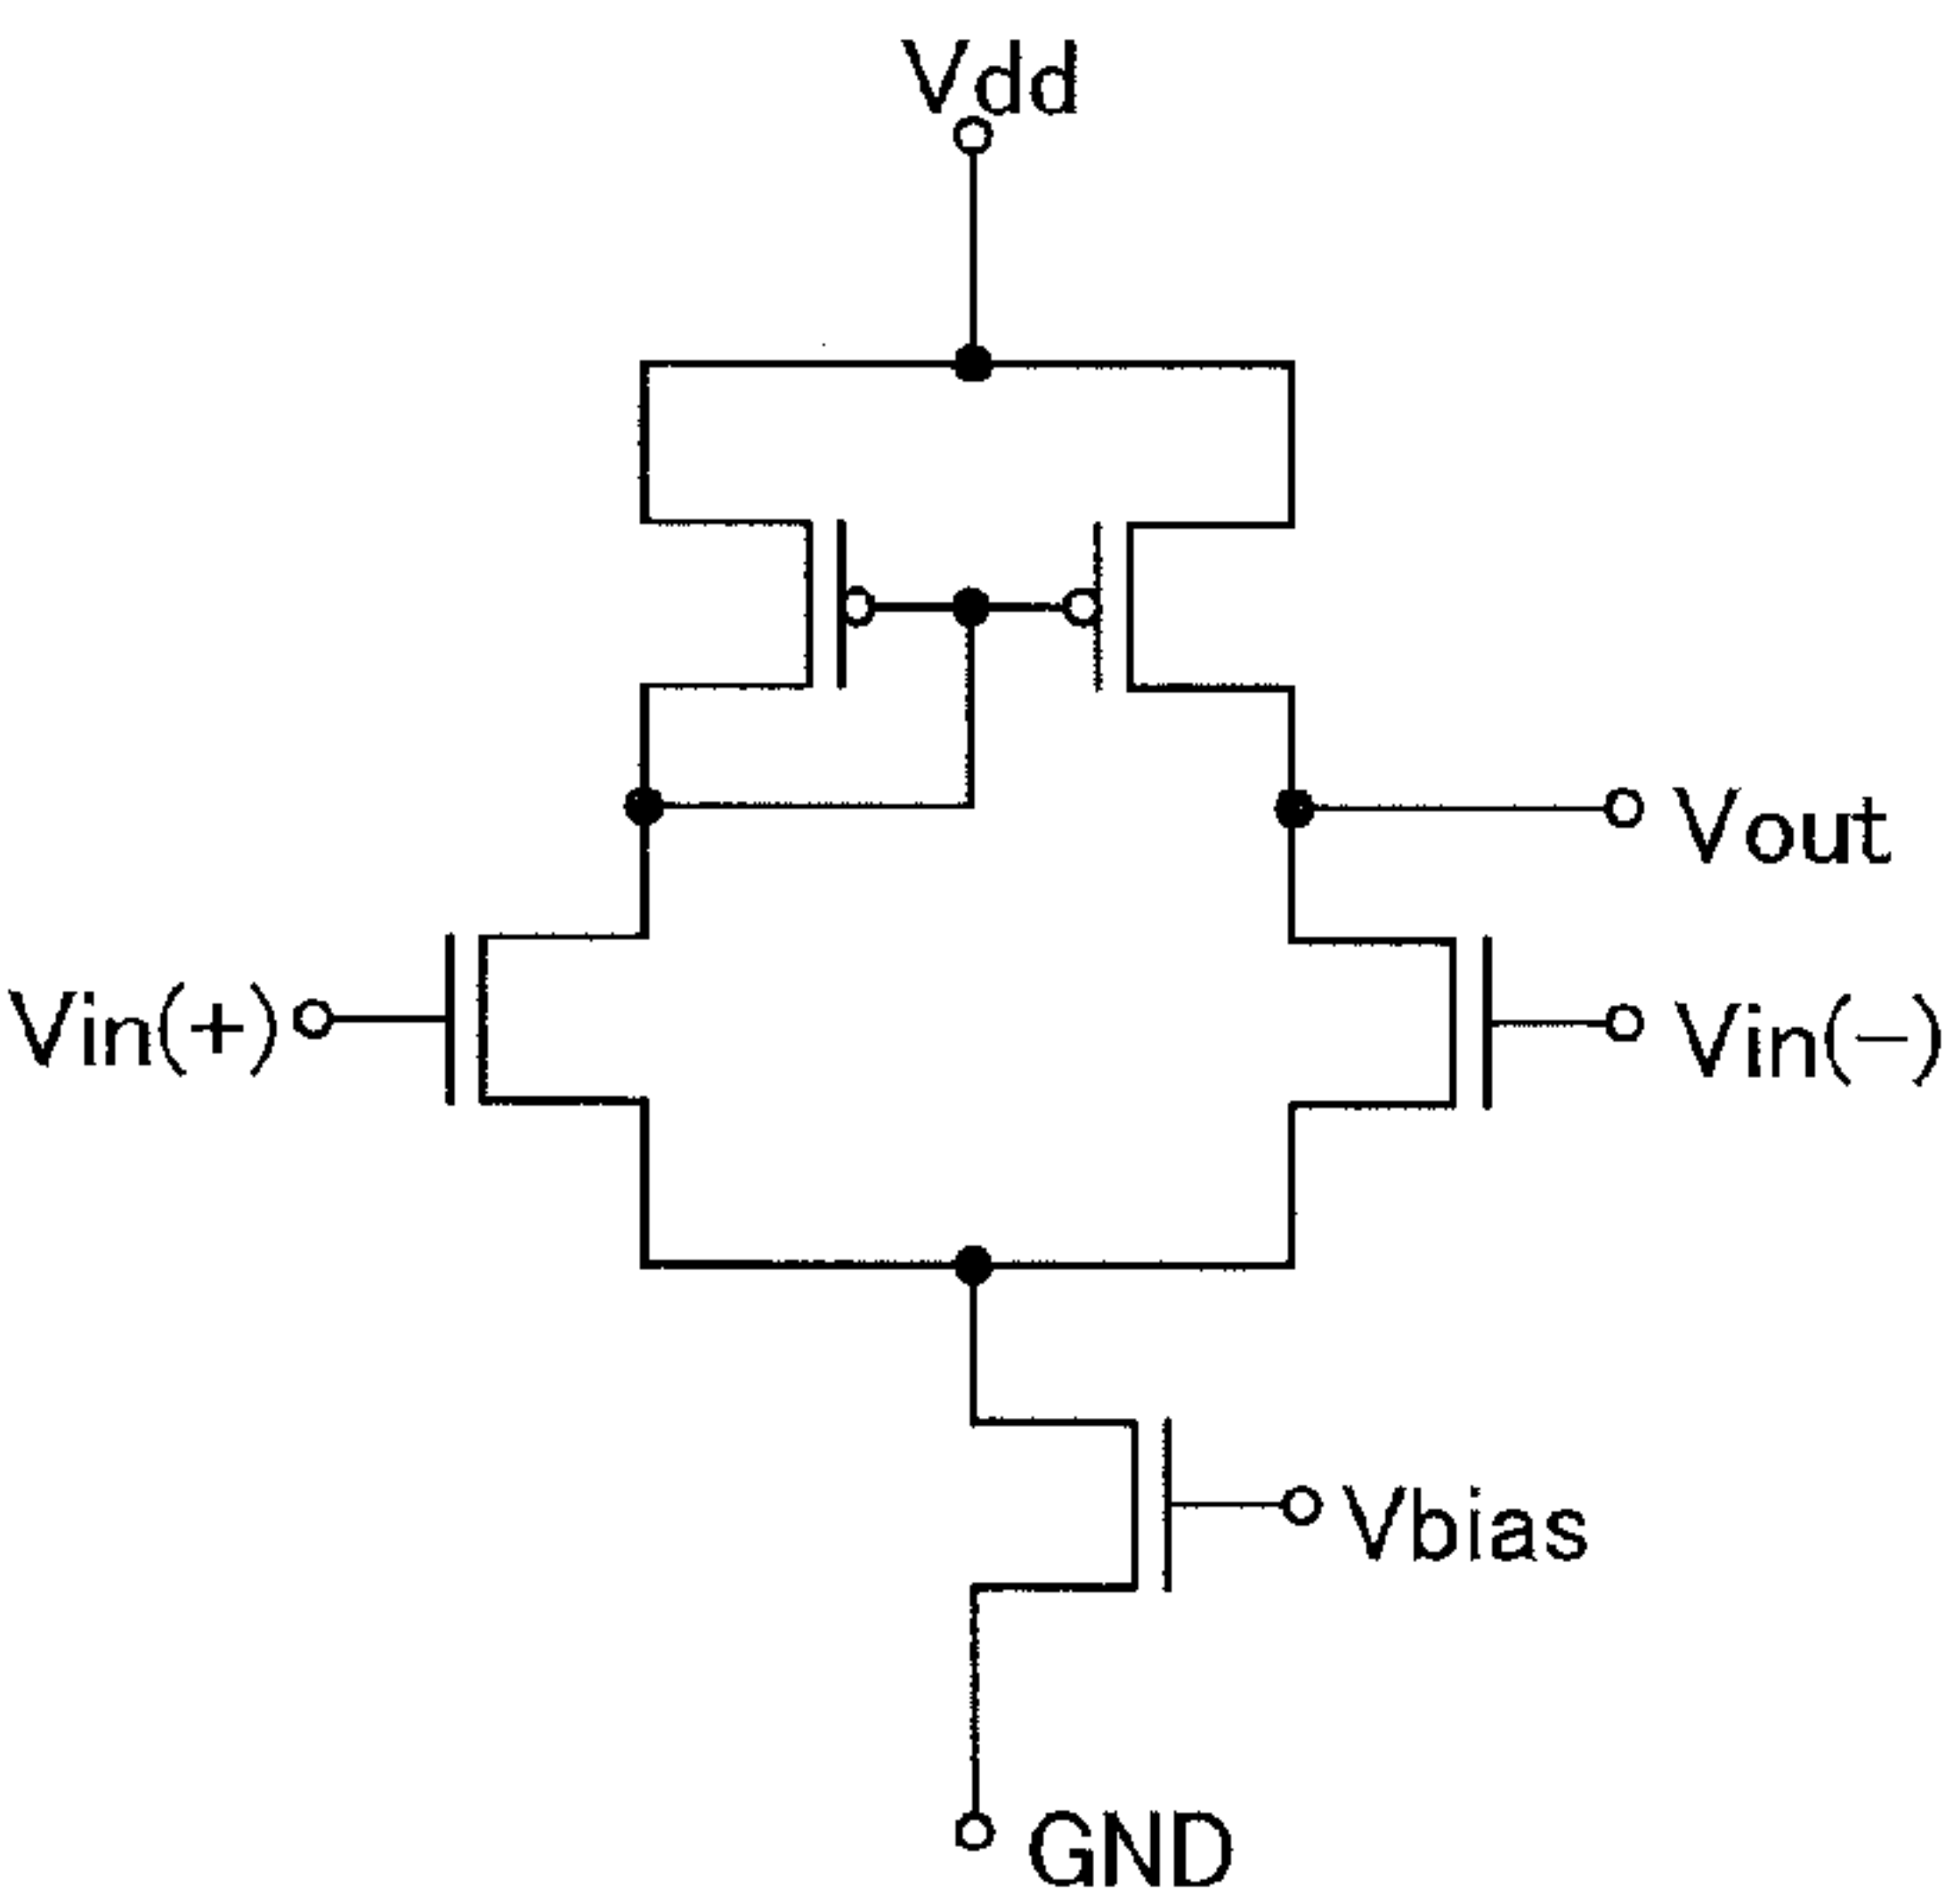 Vdd
Vout
Vin(+)
Vin(−)
Vbias
GND